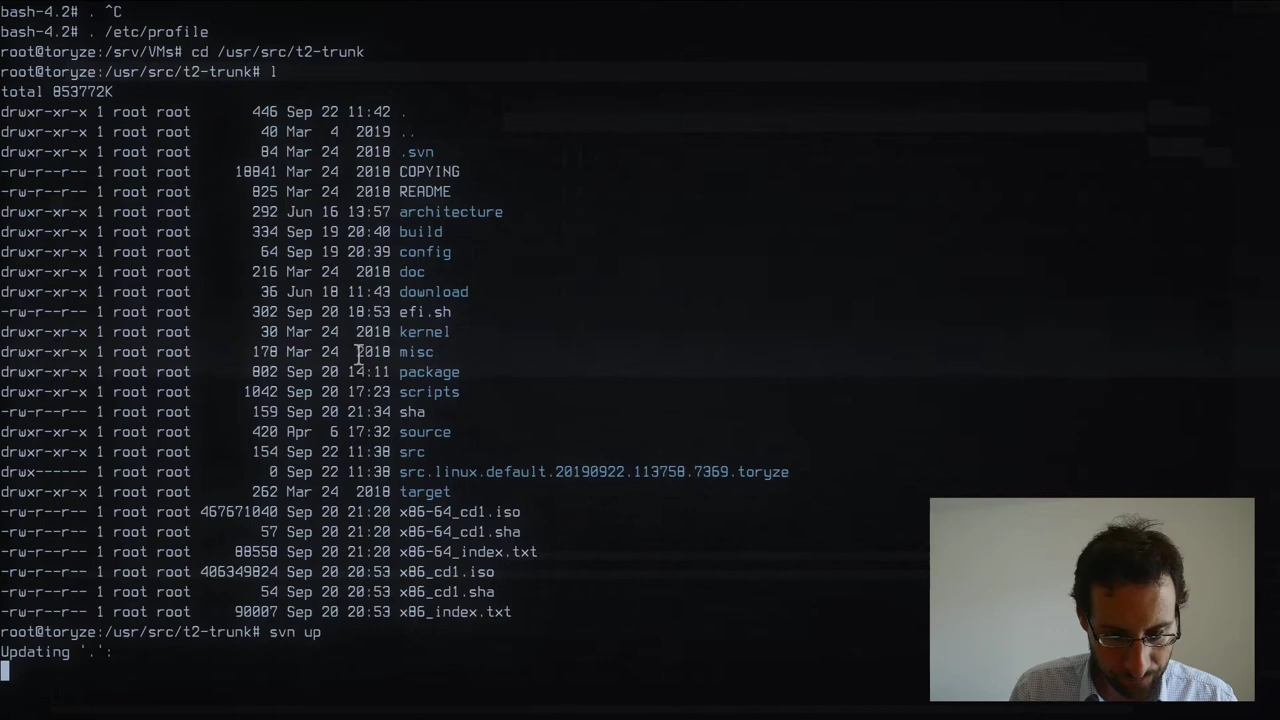 bash-4.2# . ^C
bash-4.2# . /etc/profile
root@toryze:/srv/VMs# cd /usr/src/t2-trunk
root@toryze:/usr/src/t2-trunk# l
total 853772K
drwxr-xr-x 1 root root       446 Sep 22 11:42 .
drwxr-xr-x 1 root root        40 Mar  4  2019 ..
drwxr-xr-x 1 root root        84 Mar 24  2018 .svn
-rw-r--r-- 1 root root     18841 Mar 24  2018 COPYING
-rw-r--r-- 1 root root       825 Mar 24  2018 README
drwxr-xr-x 1 root root       292 Jun 16 13:57 architecture
drwxr-xr-x 1 root root       334 Sep 19 20:40 build
drwxr-xr-x 1 root root        64 Sep 19 20:39 config
drwxr-xr-x 1 root root       216 Mar 24  2018 doc
drwxr-xr-x 1 root root        36 Jun 18 11:43 download
-rw-r--r-- 1 root root       302 Sep 20 18:53 efi.sh
drwxr-xr-x 1 root root        30 Mar 24  2018 kernel
drwxr-xr-x 1 root root       178 Mar 24  2018 misc
drwxr-xr-x 1 root root       802 Sep 20 14:11 package
drwxr-xr-x 1 root root      1042 Sep 20 17:23 scripts
-rw-r--r-- 1 root root       159 Sep 20 21:34 sha
drwxr-xr-x 1 root root       420 Apr  6 17:32 source
drwxr-xr-x 1 root root       154 Sep 22 11:38 src
drwx------ 1 root root         0 Sep 22 11:38 src.linux.default.20190922.113758.7369.toryze
drwxr-xr-x 1 root root       262 Mar 24  2018 target
-rw-r--r-- 1 root root 467671040 Sep 20 21:20 x86-64_cd1.iso
-rw-r--r-- 1 root root        57 Sep 20 21:20 x86-64_cd1.sha
-rw-r--r-- 1 root root     88558 Sep 20 21:20 x86-64_index.txt
-rw-r--r-- 1 root root 406349824 Sep 20 20:53 x86_cd1.iso
-rw-r--r-- 1 root root        54 Sep 20 20:53 x86_cd1.sha
-rw-r--r-- 1 root root     90007 Sep 20 20:53 x86_index.txt
root@toryze:/usr/src/t2-trunk# svn up
Updating '.':